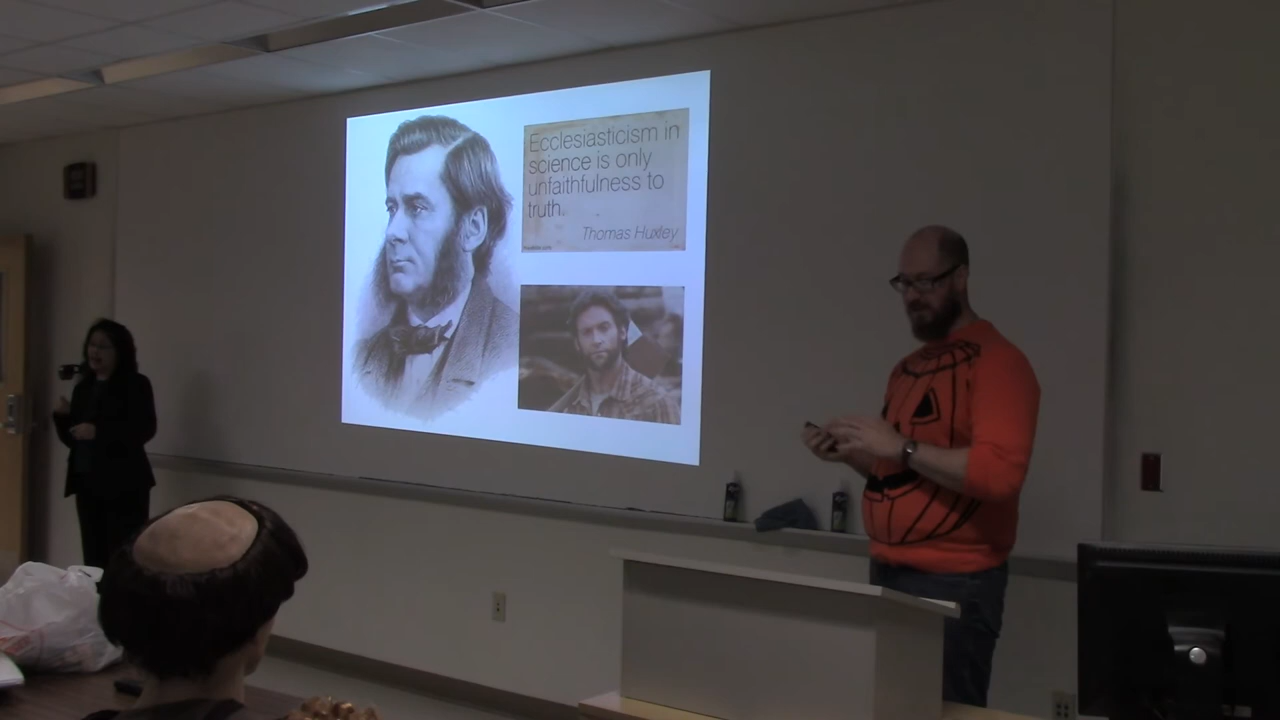 Ecclesiasticism in
science is only
unfaithfulness to
truth.
Thomas Huxley